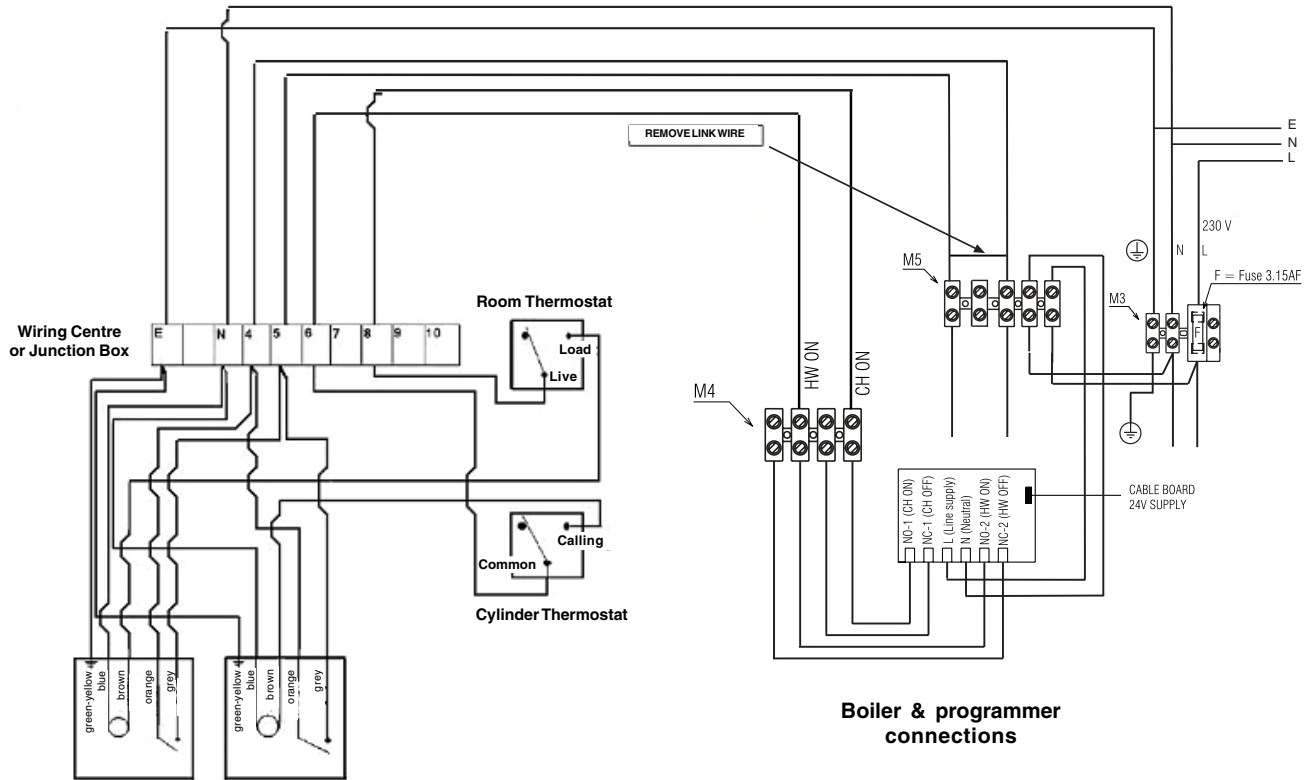 REMOVE LINK WIRE
E
N
L
230 V
N
L
M5
F = Fuse 3.15AF
M3
F
Room Thermostat
Load
Live
Wiring Centre
or Junction Box
E
N
4
5
6
7
8
9
10
HW ON
CH ON
M4
NO-1 (CH ON)
NC-1 (CH OFF)
L (Line supply)
N (Neutral)
NO-2 (HW ON)
NC-2 (HW OFF)
CABLE BOARD
24V SUPPLY
Calling
Common
Cylinder Thermostat
green-yellow
blue
brown
orange
grey
green-yellow
blue
brown
orange
grey
Boiler & programmer
connections